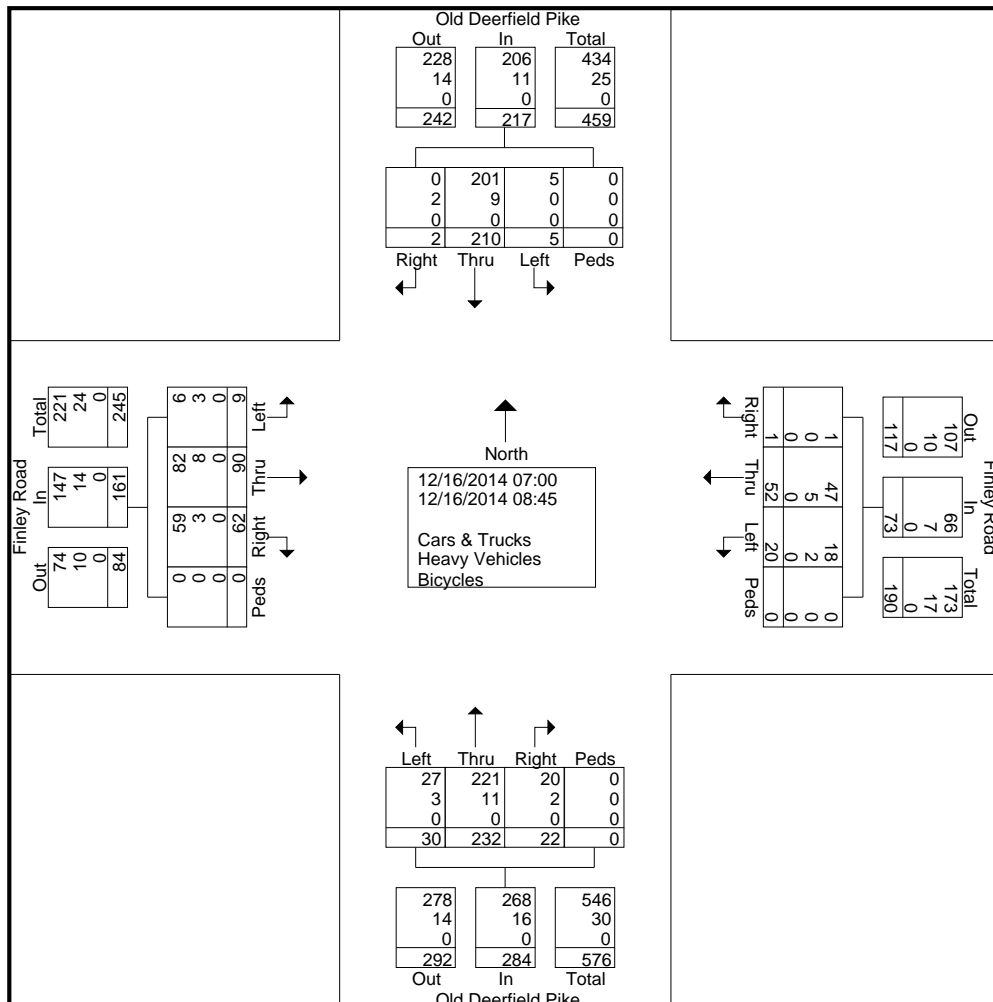 Old Deerfield Pike
Out In Total
228 206 434
14 11 25
0 0 0
242 217 459
0 201 5 0
2 9 0 0
0 0 0 0
2 210 5 0
Right Thru Left Peds
Finley Road
Total In Out
221 147 74
24 14 10
0 0 0
245 161 84
Left Thru Right Peds
6 82 59 0
3 8 3 0
0 0 0 0
9 90 62 0
North
12/16/2014 07:00
12/16/2014 08:45
Cars & Trucks
Heavy Vehicles
Bicycles
Right Thru Left Peds
1 47 18 0
0 5 2 0
0 0 0 0
1 52 20 0
Finley Road
Out In Total
107 66 173
10 7 17
0 0 0
117 73 190
Left Thru Right Peds
27 221 20 0
3 11 2 0
0 0 0 0
30 232 22 0
278 268 546
14 16 30
0 0 0
292 284 576
Out In Total
Old Deerfield Pike